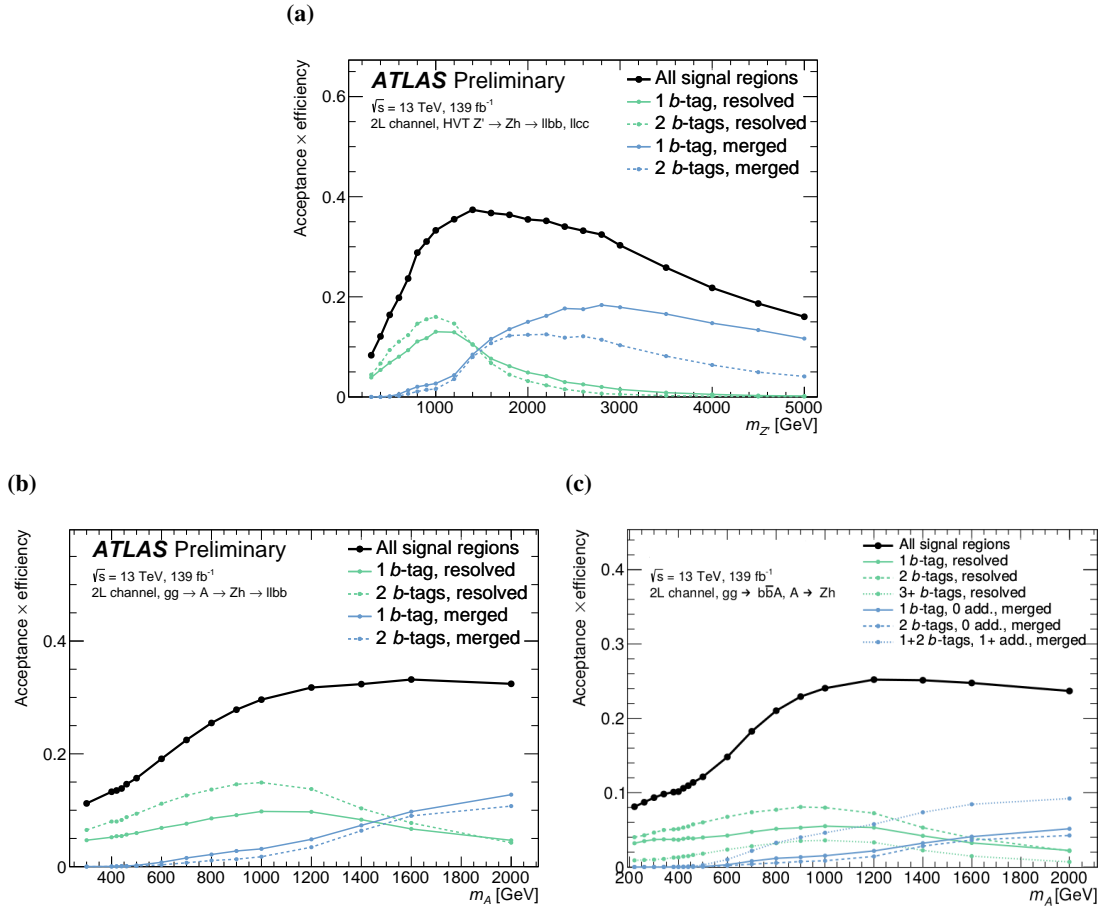 (a)
ATLAS Preliminary
√s = 13 TeV, 139 fb⁻¹
2L channel, HVT Z' → Zh → llbb, llcc
All signal regions
1 b-tag, resolved
2 b-tags, resolved
1 b-tag, merged
2 b-tags, merged
Acceptance × efficiency
0.6
0.4
0.2
0
1000 2000 3000 4000 5000
m_Z' [GeV]
(b)
ATLAS Preliminary
√s = 13 TeV, 139 fb⁻¹
2L channel, gg → A → Zh → llbb
All signal regions
1 b-tag, resolved
2 b-tags, resolved
1 b-tag, merged
2 b-tags, merged
Acceptance × efficiency
0.4
0.2
0
400 600 800 1000 1200 1400 1600 1800 2000
m_A [GeV]
(c)
√s = 13 TeV, 139 fb⁻¹
2L channel, gg → bb̅A, A → Zh
All signal regions
1 b-tag, resolved
2 b-tags, resolved
3+ b-tags, resolved
1 b-tag, 0 add., merged
2 b-tags, 0 add., merged
1+2 b-tags, 1+ add., merged
Acceptance × efficiency
0.4
0.3
0.2
0.1
0
200 400 600 800 1000 1200 1400 1600 1800 2000
m_A [GeV]